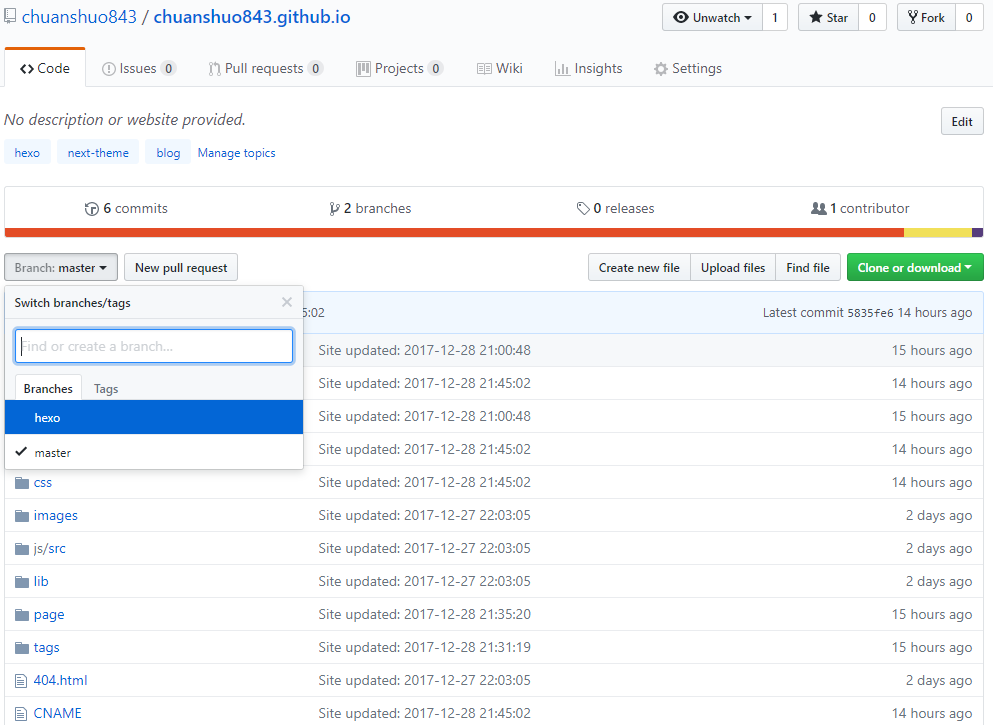 chuanshuo843 / chuanshuo843.github.io
Unwatch 1 Star 0 Fork 0
Code Issues 0 Pull requests 0 Projects 0 Wiki Insights Settings
No description or website provided. Edit
hexo next-theme blog Manage topics
6 commits 2 branches 0 releases 1 contributor
Branch: master New pull request Create new file Upload files Find file Clone or download
Switch branches/tags
5:02 Latest commit 5835fe6 14 hours ago
Find or create a branch...
Site updated: 2017-12-28 21:00:48 15 hours ago
Branches Tags
Site updated: 2017-12-28 21:45:02 14 hours ago
hexo
Site updated: 2017-12-28 21:00:48 15 hours ago
master
Site updated: 2017-12-28 21:45:02 14 hours ago
css Site updated: 2017-12-28 21:45:02 14 hours ago
images Site updated: 2017-12-27 22:03:05 2 days ago
js/src Site updated: 2017-12-27 22:03:05 2 days ago
lib Site updated: 2017-12-27 22:03:05 2 days ago
page Site updated: 2017-12-28 21:35:20 15 hours ago
tags Site updated: 2017-12-28 21:31:19 15 hours ago
404.html Site updated: 2017-12-27 22:03:05 2 days ago
CNAME Site updated: 2017-12-28 21:45:02 14 hours ago